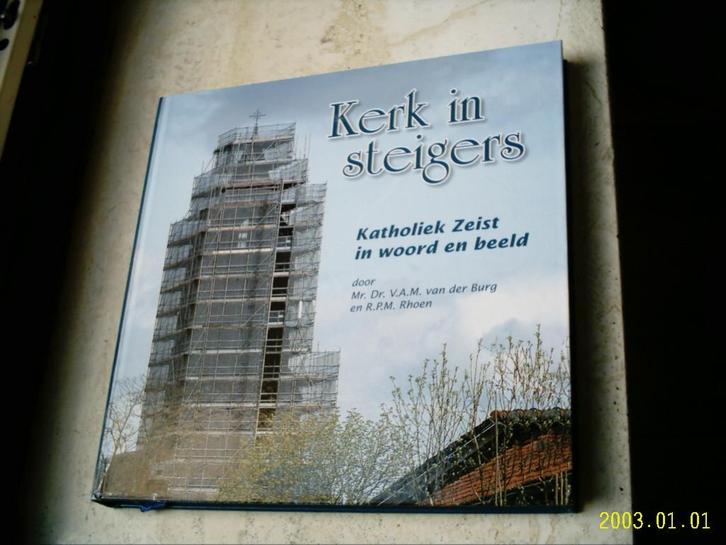 Kerk in
steigers
Katholiek Zeist
in woord en beeld
door
Mr. Dr. V.A.M. van der Burg
en R.P.M. Rhoen
2003.01.01